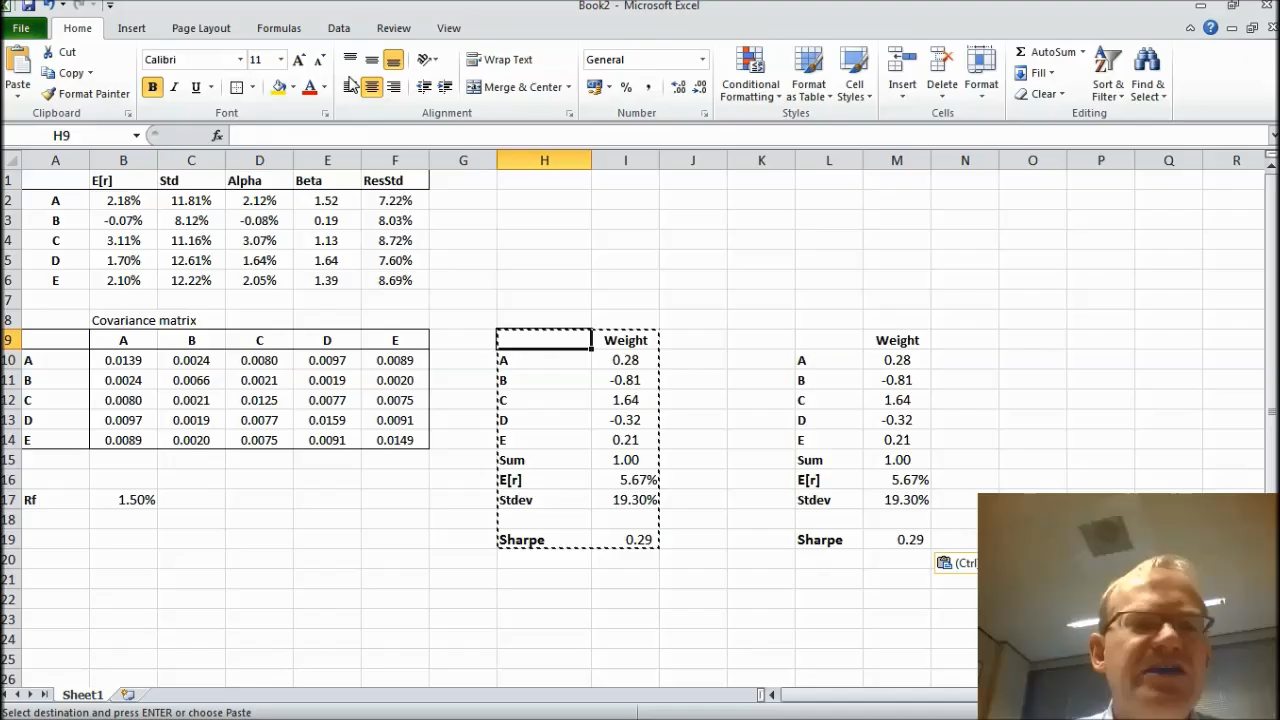 Book2 - Microsoft Excel
File Home Insert Page Layout Formulas Data Review View
Cut Calibri 11 Wrap Text General AutoSum
Copy Fill
Paste Format Painter B I U A Merge & Center % , Conditional Formatting Format as Table Cell Styles Insert Delete Format Clear Sort & Filter Find & Select
Clipboard Font Alignment Number Styles Editing
H9 fx
A B C D E F G H I J K L M N O P Q R
1 E[r] Std Alpha Beta ResStd
2 A 2.18% 11.81% 2.12% 1.52 7.22%
3 B -0.07% 8.12% -0.08% 0.19 8.03%
4 C 3.11% 11.16% 3.07% 1.13 8.72%
5 D 1.70% 12.61% 1.64% 1.64 7.60%
6 E 2.10% 12.22% 2.05% 1.39 8.69%
7
8 Covariance matrix
9 A B C D E Weight Weight
10 A 0.0139 0.0024 0.0080 0.0097 0.0089 A 0.28 A 0.28
11 B 0.0024 0.0066 0.0021 0.0019 0.0020 B -0.81 B -0.81
12 C 0.0080 0.0021 0.0125 0.0077 0.0075 C 1.64 C 1.64
13 D 0.0097 0.0019 0.0077 0.0159 0.0091 D -0.32 D -0.32
14 E 0.0089 0.0020 0.0075 0.0091 0.0149 E 0.21 E 0.21
15 Sum 1.00 Sum 1.00
16 E[r] 5.67% E[r] 5.67%
17 Rf 1.50% Stdev 19.30% Stdev 19.30%
18
19 Sharpe 0.29 Sharpe 0.29
20 (Ctrl
21
22
23
24
25
26
Sheet1
Select destination and press ENTER or choose Paste